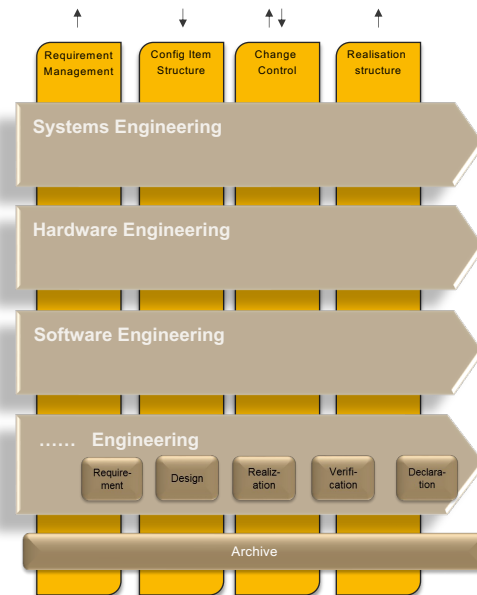 Requirement
Management
Config Item
Structure
Change
Control
Realisation
structure
Systems Engineering
Hardware Engineering
Software Engineering
...... Engineering
Require-
ment
Design
Realiz-
ation
Verifi-
cation
Declara-
tion
Archive